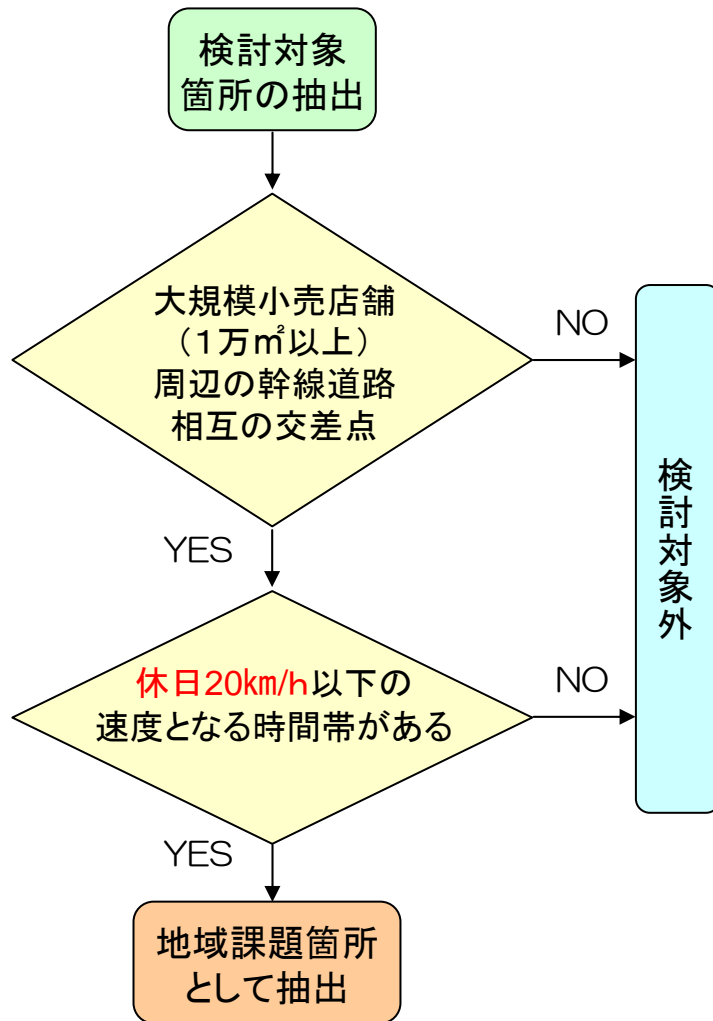 検討対象
箇所の抽出
大規模小売店舗
（１万㎡以上）
周辺の幹線道路
相互の交差点
NO
YES
休日20㎞/h以下の
速度となる時間帯がある
NO
YES
検討対象外
地域課題箇所
として抽出